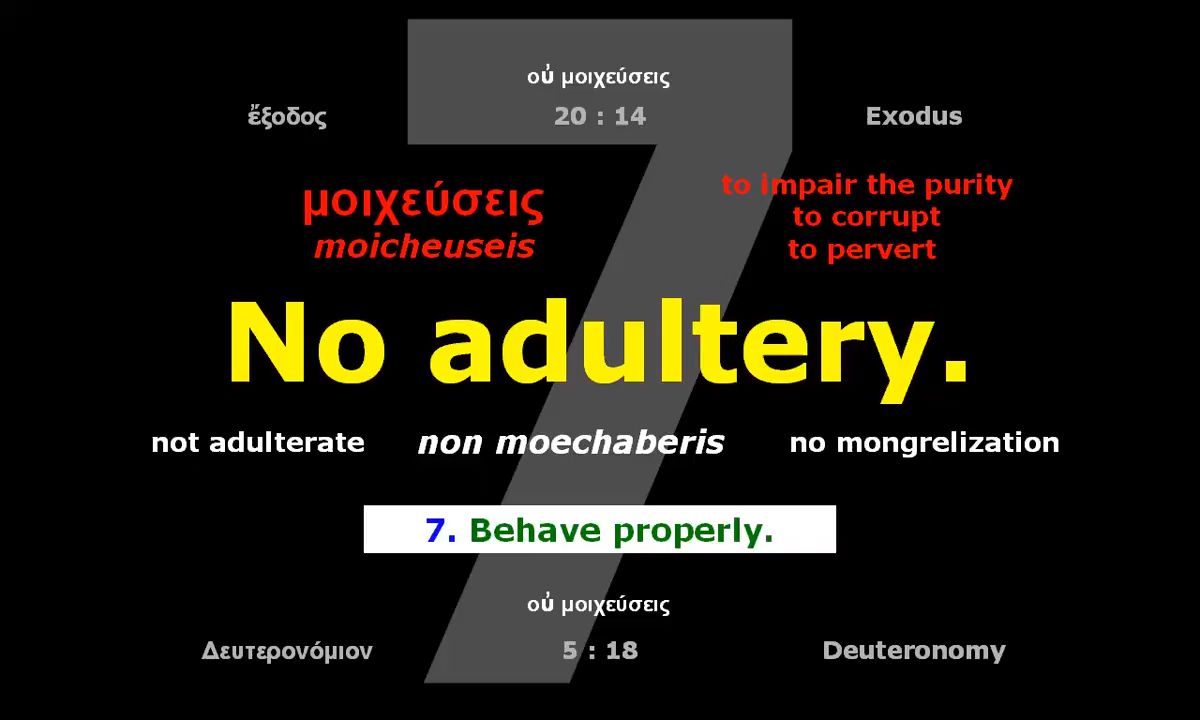 οὐ μοιχεύσεις
ἔξοδος 20 : 14 Exodus
μοιχεύσεις
moicheuseis
to impair the purity
to corrupt
to pervert
No adultery.
not adulterate non moechaberis no mongrelization
7. Behave properly.
οὐ μοιχεύσεις
Δευτερονόμιον 5 : 18 Deuteronomy
7